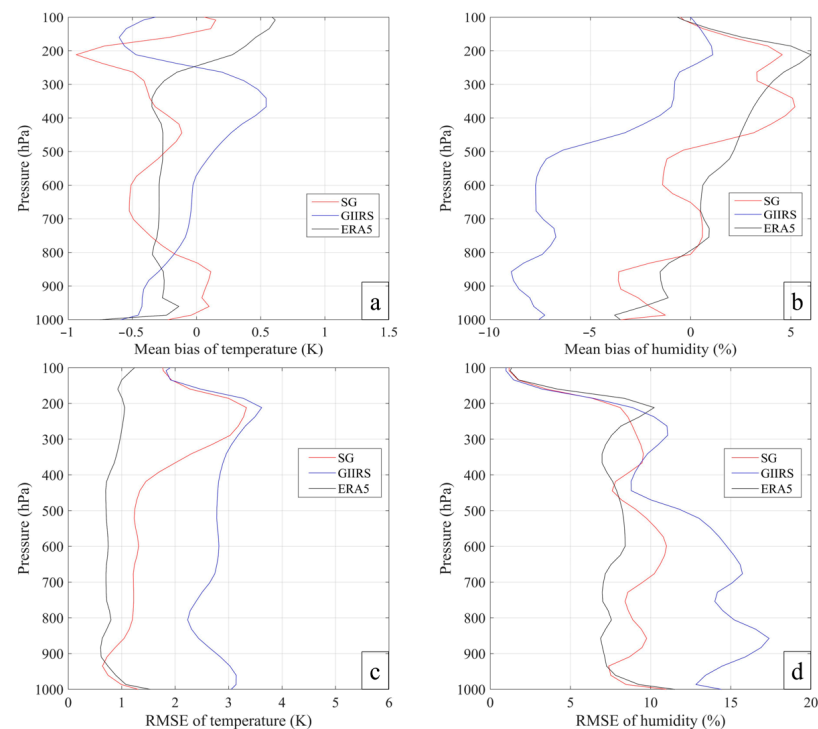 100
200
300
400
500
600
700
800
900
1000
Pressure (hPa)
SG
GIIRS
ERA5
a
−1
−0.5
0
0.5
1
1.5
Mean bias of temperature (K)
100
200
300
400
500
600
700
800
900
1000
Pressure (hPa)
SG
GIIRS
ERA5
b
−10
−5
0
5
Mean bias of humidity (%)
100
200
300
400
500
600
700
800
900
1000
Pressure (hPa)
SG
GIIRS
ERA5
c
0
1
2
3
4
5
6
RMSE of temperature (K)
100
200
300
400
500
600
700
800
900
1000
Pressure (hPa)
SG
GIIRS
ERA5
d
0
5
10
15
20
RMSE of humidity (%)